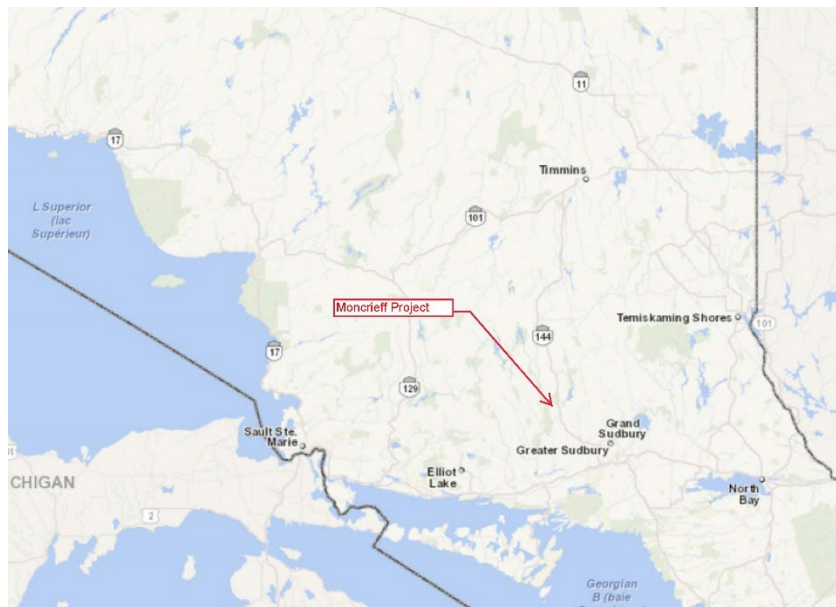 11
17
Timmins
L Superior
(lac
Supérieur)
101
Moncrieff Project
Temiskaming Shores
101
144
17
129
Grand
Sudbury
Sault Ste.
Marie
Greater Sudbury
Elliot
Lake
CHIGAN
North
Bay
2
Georgian
B (baie